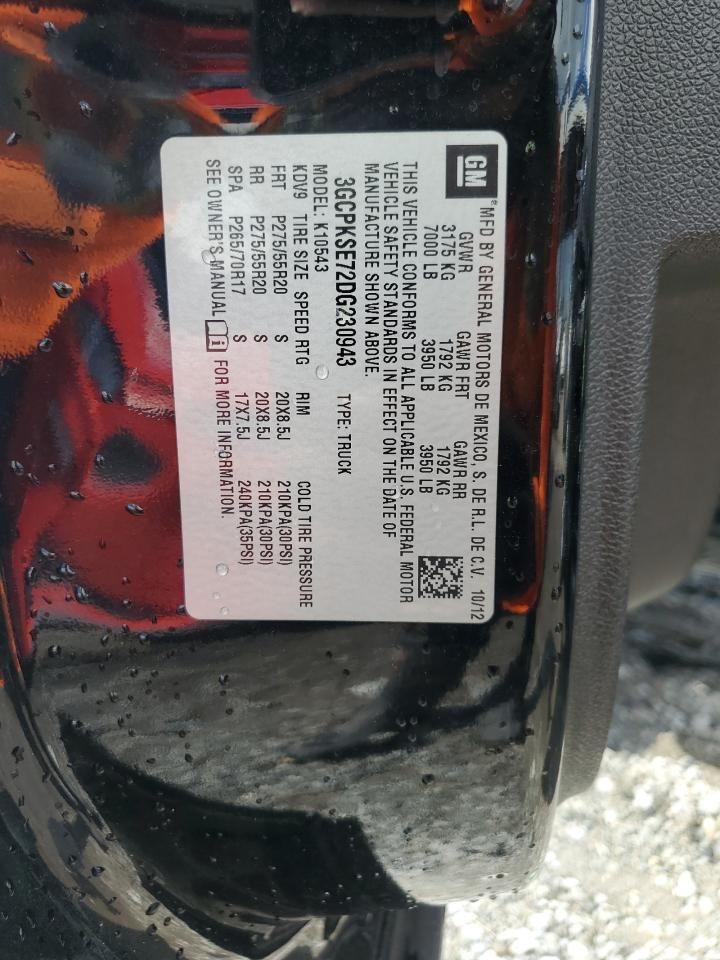 GM ® MFD BY GENERAL MOTORS DE MEXICO, S. DE R.L. DE C.V. 10/12
GVWR GAWR FRT GAWR RR
3175 KG 1792 KG 1792 KG
7000 LB 3950 LB 3950 LB
THIS VEHICLE CONFORMS TO ALL APPLICABLE U.S. FEDERAL MOTOR
VEHICLE SAFETY STANDARDS IN EFFECT ON THE DATE OF
MANUFACTURE SHOWN ABOVE.
3GCPKSE72DG230943 TYPE: TRUCK
MODEL: K10543
KDV9 TIRE SIZE SPEED RTG RIM COLD TIRE PRESSURE
FRT P275/55R20 S 20X8.5J 210KPA(30PSI)
RR P275/55R20 S 20X8.5J 210KPA(30PSI)
SPA P265/70R17 S 17X7.5J 240KPA(35PSI)
SEE OWNER'S MANUAL i FOR MORE INFORMATION.